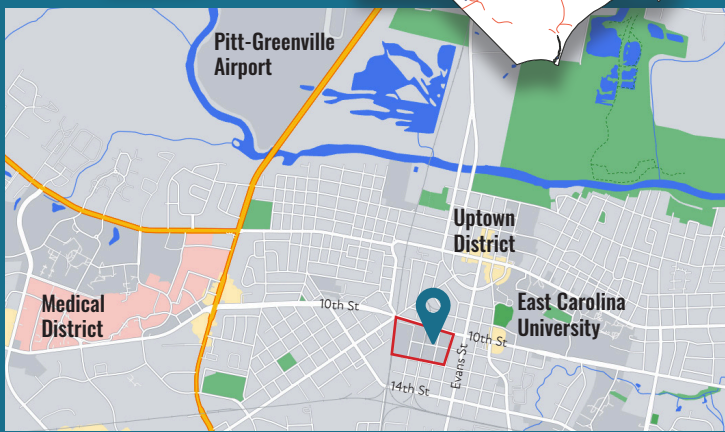 Pitt-Greenville
Airport
Uptown
District
Medical
District
10th St
East Carolina
University
10th St
Evans St
14th St